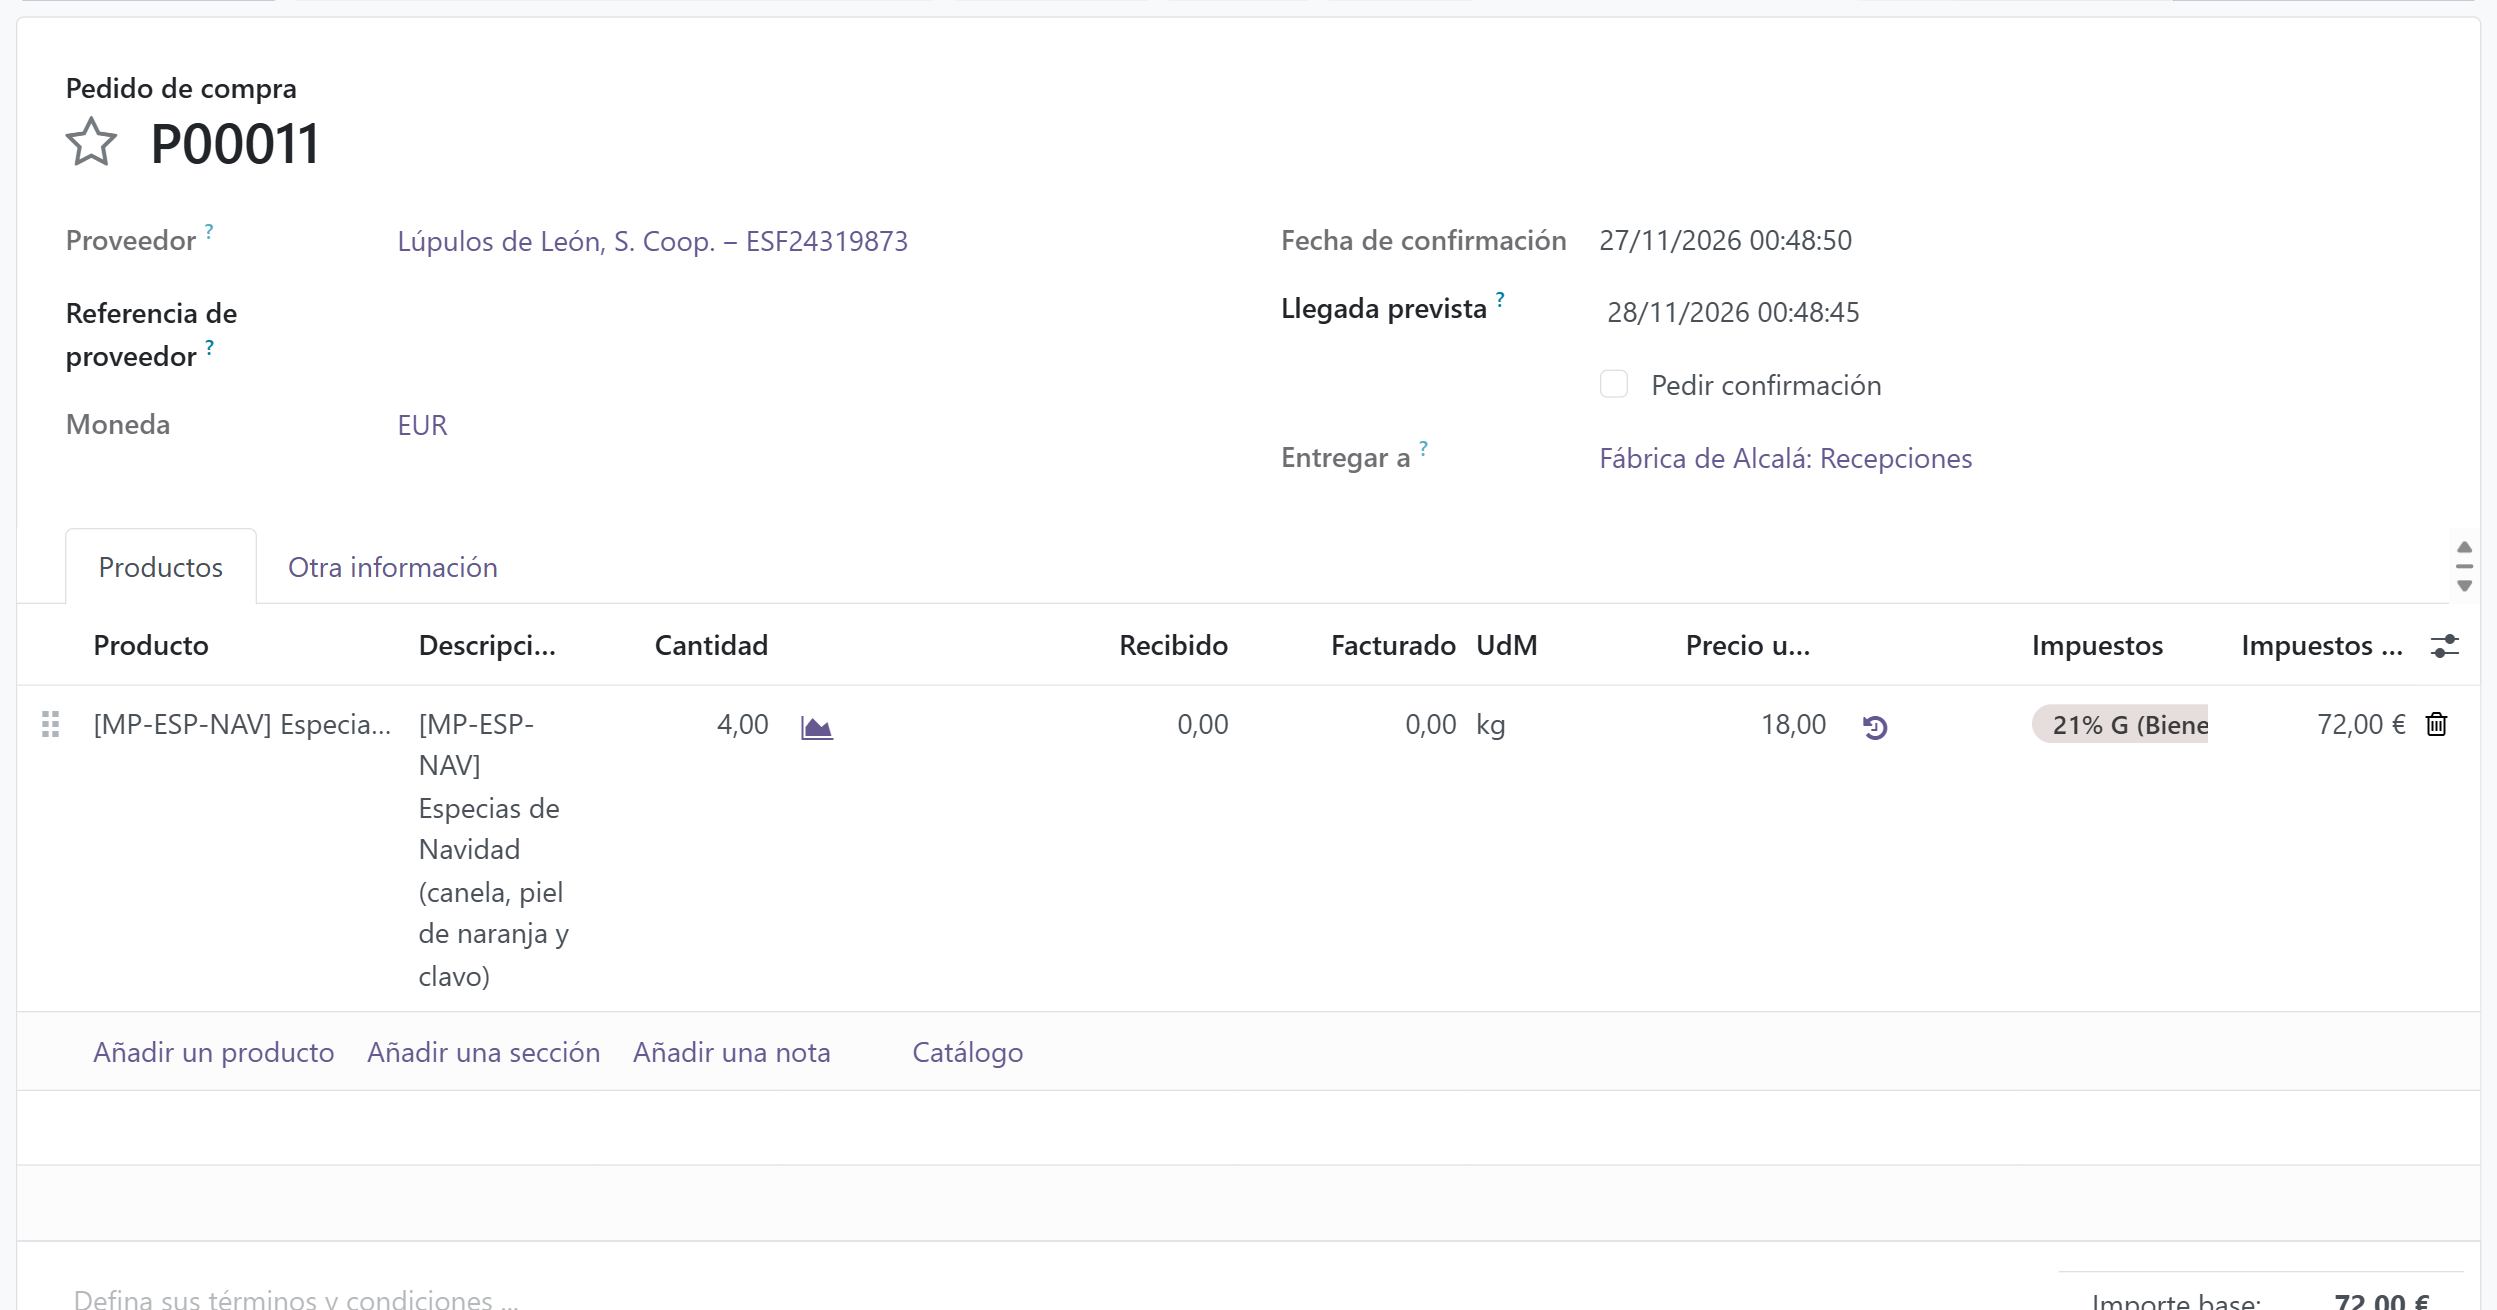 Pedido de compra
P00011
Proveedor ? Lúpulos de León, S. Coop. – ESF24319873
Referencia de
proveedor ?
Moneda EUR
Fecha de confirmación 27/11/2026 00:48:50
Llegada prevista ? 28/11/2026 00:48:45
Pedir confirmación
Entregar a ? Fábrica de Alcalá: Recepciones
Productos Otra información
Producto Descripci... Cantidad Recibido Facturado UdM Precio u... Impuestos Impuestos ...
[MP-ESP-NAV] Especia... [MP-ESP- 4,00 0,00 0,00 kg 18,00 21% G (Biene 72,00 €
NAV]
Especias de
Navidad
(canela, piel
de naranja y
clavo)
Añadir un producto Añadir una sección Añadir una nota Catálogo
Defina sus términos y condiciones ...
Importe base: 72,00 €